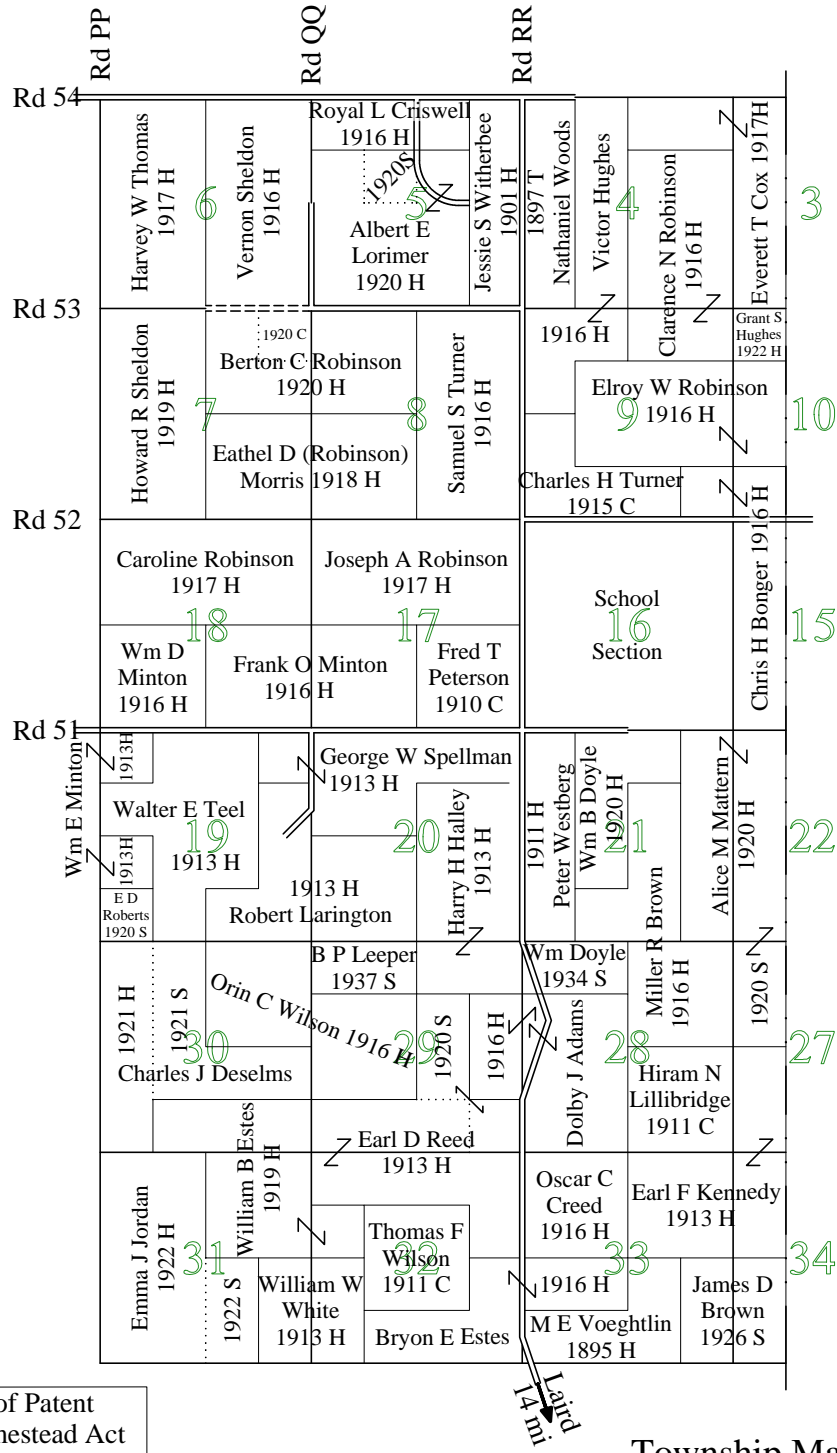 Rd PP
Rd QQ
Rd RR
Rd 54
Harvey W Thomas
1917 H
6
Vernon Sheldon
1916 H
Royal L Criswell
1916 H
1920S
5
Albert E
Lorimer
1920 H
Jessie S Witherbee
1901 H
1897 T
Nathaniel Woods
Victor Hughes
4
Clarence N Robinson
1916 H
Everett T Cox 1917H
3
Rd 53
Howard R Sheldon
1919 H
7
1920 C
Berton C Robinson
1920 H
Eathel D (Robinson)
Morris 1918 H
8
Samuel S Turner
1916 H
1916 H
Grant S
Hughes
1922 H
Elroy W Robinson
1916 H
9
10
Charles H Turner
1915 C
Rd 52
Caroline Robinson
1917 H
Joseph A Robinson
1917 H
18
17
School
16
Section
Chris H Bonger 1916 H
15
Wm D
Minton
1916 H
Frank O Minton
1916 H
Fred T
Peterson
1910 C
Rd 51
Wm E Minton
1913H
Walter E Teel
1913 H
19
1913H
E D
Roberts
1920 S
George W Spellman
1913 H
20
Harry H Halley
1913 H
1913 H
Robert Larington
1911 H
Peter Westberg
Wm B Doyle
1920 H
21
Miller R Brown
1916 H
Alice M Mattern
1920 H
22
1921 H
1921 S
30
Charles J Deselms
Orin C Wilson 1916 H
B P Leeper
1937 S
29
1920 S
1916 H
Wm Doyle
1934 S
Dolby J Adams
28
1920 S
27
Hiram N
Lillibridge
1911 C
Earl D Reed
1913 H
William B Estes
1919 H
Emma J Jordan
1922 H
31
1922 S
William W
White
1913 H
Thomas F
Wilson
1911 C
32
Bryon E Estes
Oscar C
Creed
1916 H
Earl F Kennedy
1913 H
33
34
1916 H
M E Voeghtlin
1895 H
James D
Brown
1926 S
Laird
14 mi
of Patent
mestead Act
Township Ma